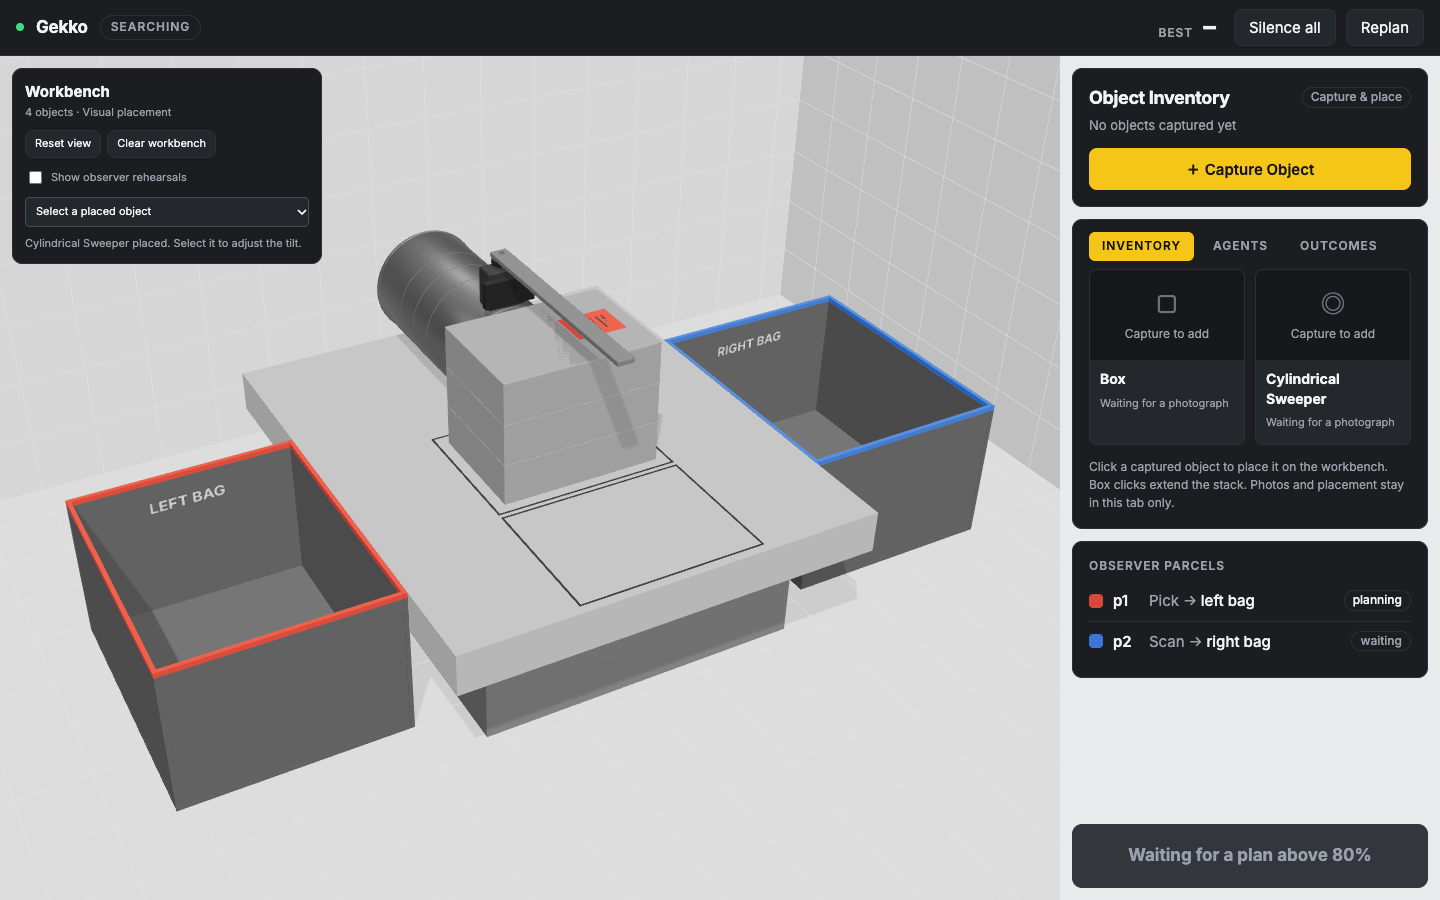 Gekko
SEARCHING
BEST
Silence all
Replan
Workbench
4 objects · Visual placement
Reset view
Clear workbench
Show observer rehearsals
Select a placed object
Cylindrical Sweeper placed. Select it to adjust the tilt.
LEFT BAG
RIGHT BAG
Object Inventory
Capture & place
No objects captured yet
+ Capture Object
INVENTORY
AGENTS
OUTCOMES
Capture to add
Capture to add
Box
Waiting for a photograph
Cylindrical
Sweeper
Waiting for a photograph
Click a captured object to place it on the workbench.
Box clicks extend the stack. Photos and placement stay
in this tab only.
OBSERVER PARCELS
p1 Pick → left bag planning
p2 Scan → right bag waiting
Waiting for a plan above 80%